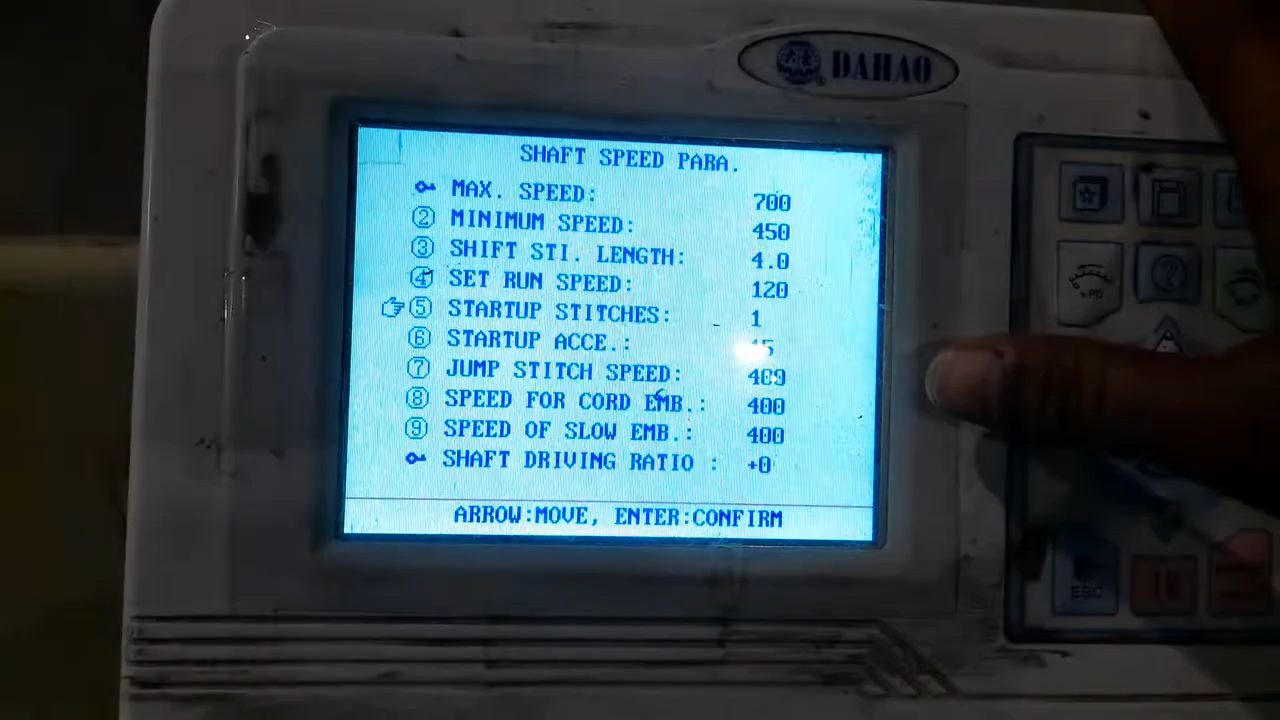 DAHAO
SHAFT SPEED PARA.
MAX. SPEED: 700
② MINIMUM SPEED: 450
③ SHIFT STI. LENGTH: 4.0
④ SET RUN SPEED: 120
⑤ STARTUP STITCHES: 1
⑥ STARTUP ACCE.:
⑦ JUMP STITCH SPEED:
⑧ SPEED FOR CORD EMB.: 400
⑨ SPEED OF SLOW EMB.: 400
SHAFT DRIVING RATIO : +0
ARROW:MOVE, ENTER:CONFIRM
ESC